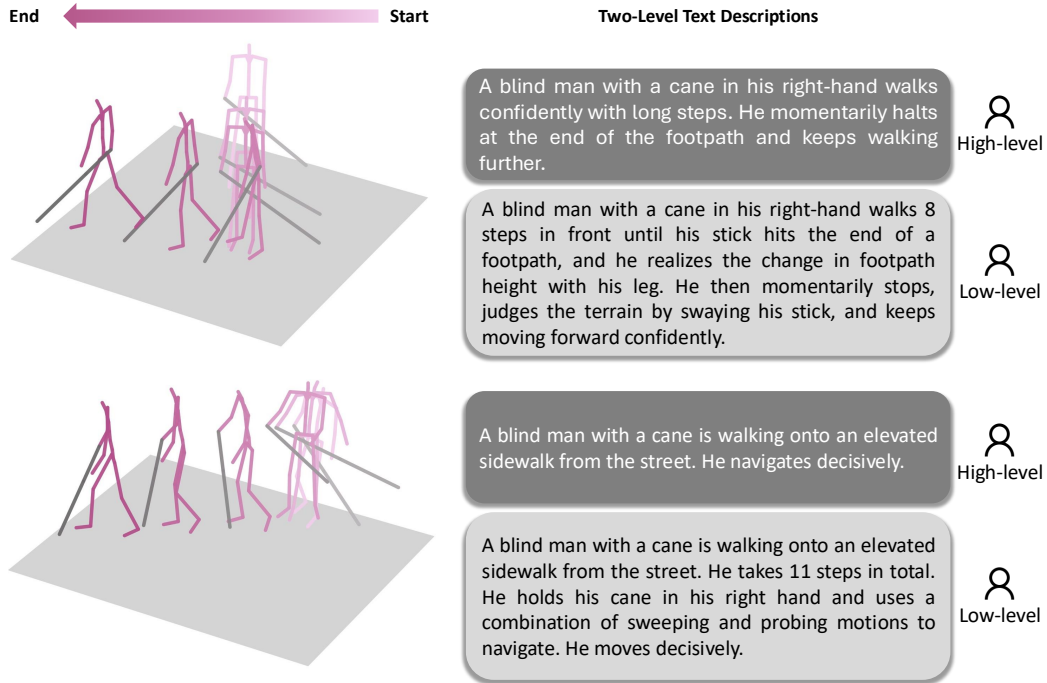 End
Start
Two-Level Text Descriptions
A blind man with a cane in his right-hand walks
confidently with long steps. He momentarily halts
at the end of the footpath and keeps walking
further.
High-level
A blind man with a cane in his right-hand walks 8
steps in front until his stick hits the end of a
footpath, and he realizes the change in footpath
height with his leg. He then momentarily stops,
judges the terrain by swaying his stick, and keeps
moving forward confidently.
Low-level
A blind man with a cane is walking onto an elevated
sidewalk from the street. He navigates decisively.
High-level
A blind man with a cane is walking onto an elevated
sidewalk from the street. He takes 11 steps in total.
He holds his cane in his right hand and uses a
combination of sweeping and probing motions to
navigate. He moves decisively.
Low-level